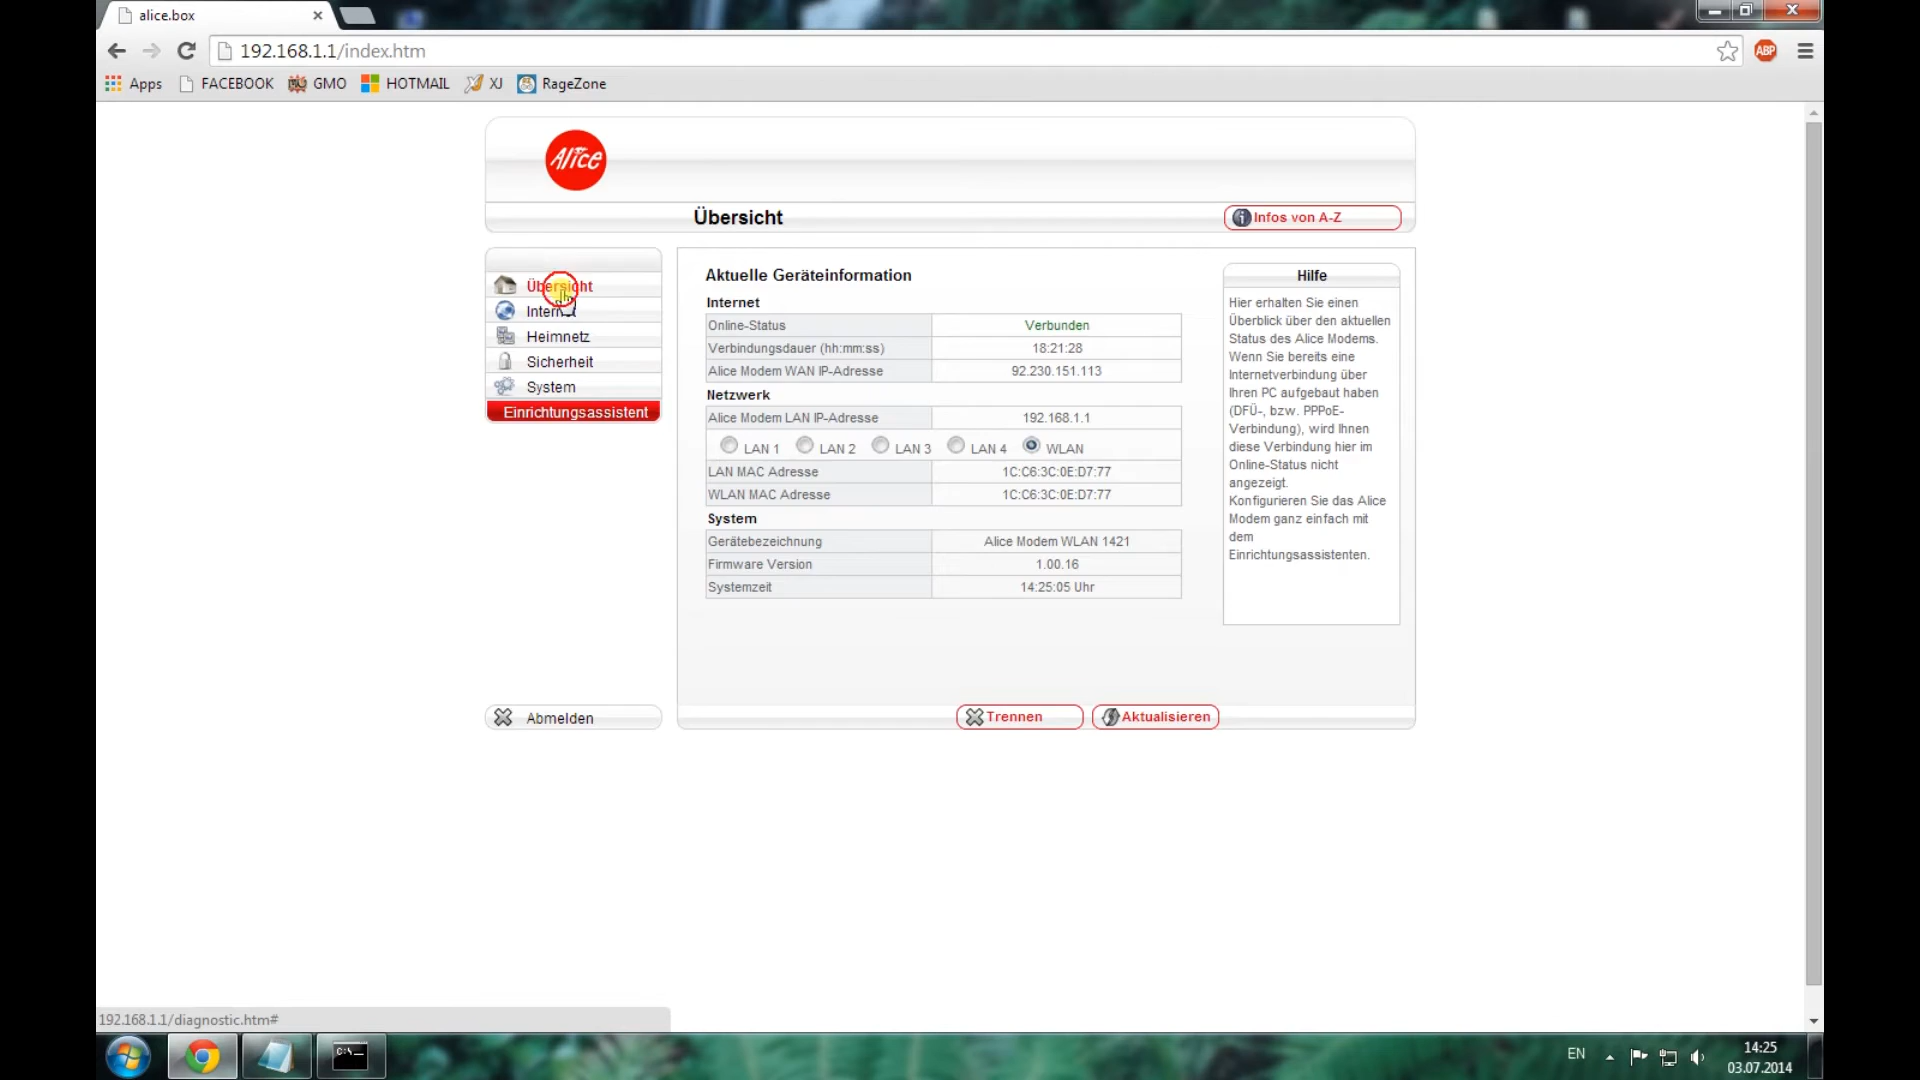 alice.box
192.168.1.1/index.htm
ABP
Apps FACEBOOK GMO HOTMAIL XJ RageZone
Alice
Übersicht
Infos von A-Z
Übersicht
Internet
Heimnetz
Sicherheit
System
Einrichtungsassistent
Abmelden
Aktuelle Geräteinformation
Internet
Online-Status Verbunden
Verbindungsdauer (hh:mm:ss) 18:21:28
Alice Modem WAN IP-Adresse 92.230.151.113
Netzwerk
Alice Modem LAN IP-Adresse 192.168.1.1
LAN 1 LAN 2 LAN 3 LAN 4 WLAN
LAN MAC Adresse 1C:C6:3C:0E:D7:77
WLAN MAC Adresse 1C:C6:3C:0E:D7:77
System
Gerätebezeichnung Alice Modem WLAN 1421
Firmware Version 1.00.16
Systemzeit 14:25:05 Uhr
Trennen Aktualisieren
Hilfe
Hier erhalten Sie einen
Überblick über den aktuellen
Status des Alice Modems.
Wenn Sie bereits eine
Internetverbindung über
Ihren PC aufgebaut haben
(DFÜ-, bzw. PPPoE-
Verbindung), wird Ihnen
diese Verbindung hier im
Online-Status nicht
angezeigt.
Konfigurieren Sie das Alice
Modem ganz einfach mit
dem
Einrichtungsassistenten.
192.168.1.1/diagnostic.htm#
C:\_
EN
14:25
03.07.2014